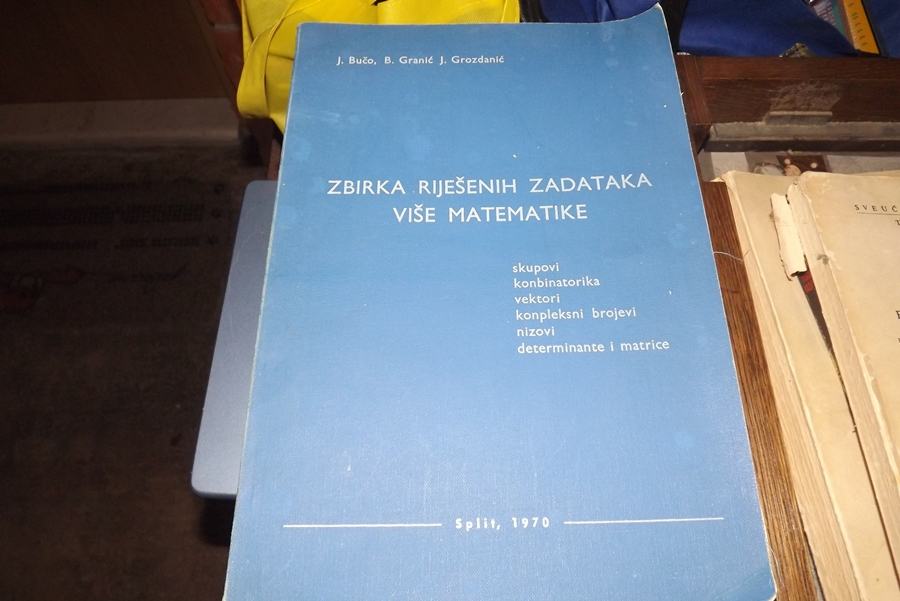 J. Bučo, B. Granić J. Grozdanić
ZBIRKA RIJEŠENIH ZADATAKA
VIŠE MATEMATIKE
skupovi
konbinatorika
vektori
konpleksni brojevi
nizovi
determinante i matrice
Split, 1970